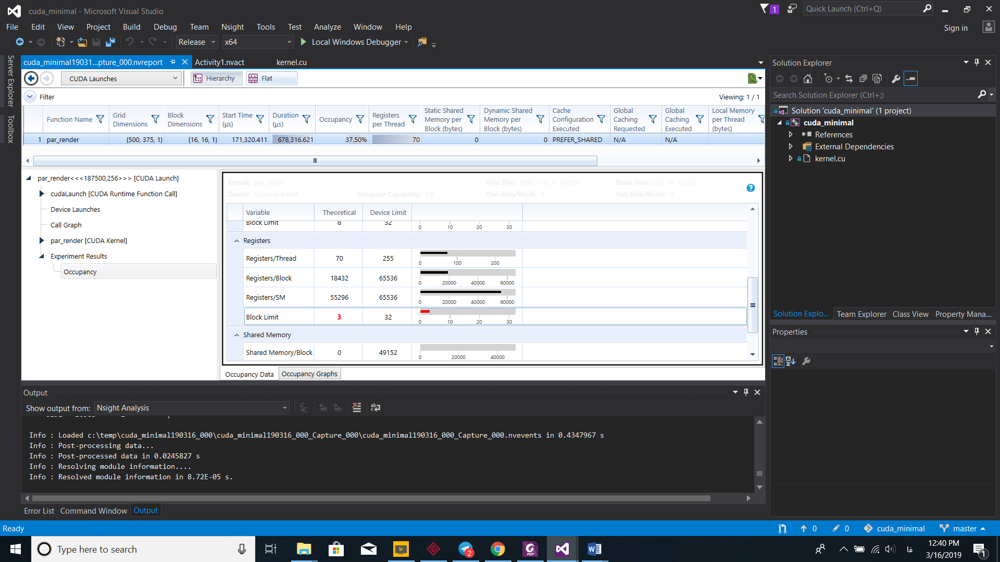 cuda_minimal - Microsoft Visual Studio
1
Quick Launch (Ctrl+Q)
File Edit View Project Build Debug Team Nsight Tools Test Analyze Window Help
Sign in
Release x64 Local Windows Debugger
Server Explorer
Toolbox
cuda_minimal19031...pture_000.nvreport Activity1.nvact kernel.cu
CUDA Launches Hierarchy Flat
Filter
Viewing: 1 / 1
Function Name Grid Dimensions Block Dimensions Start Time (µs) Duration (µs) Occupancy Registers per Thread Static Shared Memory per Block (bytes) Dynamic Shared Memory per Block (bytes) Cache Configuration Executed Global Caching Requested Global Caching Executed Local Memory per Thread (bytes)
1 par_render {500, 375, 1} {16, 16, 1} 171,320.411 678,316.621 37.50% 70 0 0 PREFER_SHARED N/A N/A
par_render<<<187500,256>>> [CUDA Launch]
cudaLaunch [CUDA Runtime Function Call]
Device Launches
Call Graph
par_render [CUDA Kernel]
Experiment Results
Occupancy
Kernel: par_render Grid Dim: {500, 375, 1} 187500 Block Dim: {16, 16, 1} 256
Device: GeForce 840M Compute Capability: 5.0 Dyn Shm/Block: 0 Stat Shm/Block: 0
Variable Theoretical Device Limit
Block Limit 8 32
0 10 20 30
Registers
Registers/Thread 70 255
0 100 200
Registers/Block 18432 65536
0 20000 40000 60000
Registers/SM 55296 65536
0 20000 40000 60000
Block Limit 3 32
0 10 20 30
Shared Memory
Shared Memory/Block 0 49152
0 20000 40000
Occupancy Data Occupancy Graphs
Solution Explorer
Search Solution Explorer (Ctrl+;)
Solution 'cuda_minimal' (1 project)
cuda_minimal
References
External Dependencies
kernel.cu
Solution Explo... Team Explorer Class View Property Mana...
Properties
Output
Show output from: Nsight Analysis
Info : Loaded c:\temp\cuda_minimal190316_000\cuda_minimal190316_000_Capture_000\cuda_minimal190316_000_Capture_000.nvevents in 0.4347967 s
Info : Post-processing data...
Info : Post-processed data in 0.0245827 s
Info : Resolving module information....
Info : Resolved module information in 8.72E-05 s.
Error List Command Window Output
Ready
0 0 cuda_minimal master
Type here to search
2
PDF
فا
12:40 PM
3/16/2019
1